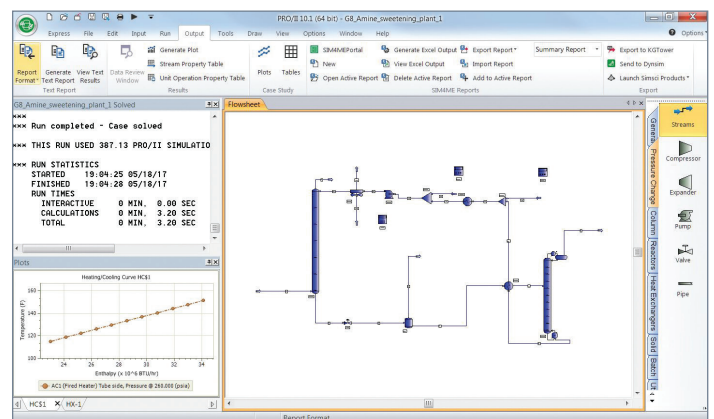 PRO/II 10.1 (64 bit) - G8_Amine_sweetening_plant_1
Express File Edit Input Run Output Tools Draw View Options Window Help Options
Report Format
Generate Text Report
View Text Results
Text Report
Data Review Window
Generate Plot
Stream Property Table
Unit Operation Property Table
Results
Plots
Tables
Case Study
SIM4MEPortal
New
Open Active Report
Generate Excel Output
View Excel Output
Delete Active Report
Export Report
Import Report
Add to Active Report
Summary Report
SIM4ME Reports
Export to KGTower
Send to Dynsim
Launch Simsci Products
Export
G8_Amine_sweetening_plant_1 Solved
***
*** Run completed - Case solved
*** THIS RUN USED 387.13 PRO/II SIMULATIO
*** RUN STATISTICS
STARTED 19:04:25 05/18/17
FINISHED 19:04:28 05/18/17
RUN TIMES
INTERACTIVE 0 MIN, 0.00 SEC
CALCULATIONS 0 MIN, 3.20 SEC
TOTAL 0 MIN, 3.20 SEC
Plots
Heating/Cooling Curve HC$1
Temperature (F)
160
140
120
100
24 26 28 30 32 34
Enthalpy (x 10^6 BTU/hr)
AC1 (Fired Heater) Tube side, Pressure @ 260.000 (psia)
HC$1 HX-1
Flowsheet
General
Pressure Change
Column
Reactors
Heat Exchangers
Solid
Batch
Streams
Compressor
Expander
Pump
Valve
Pipe
Report Format